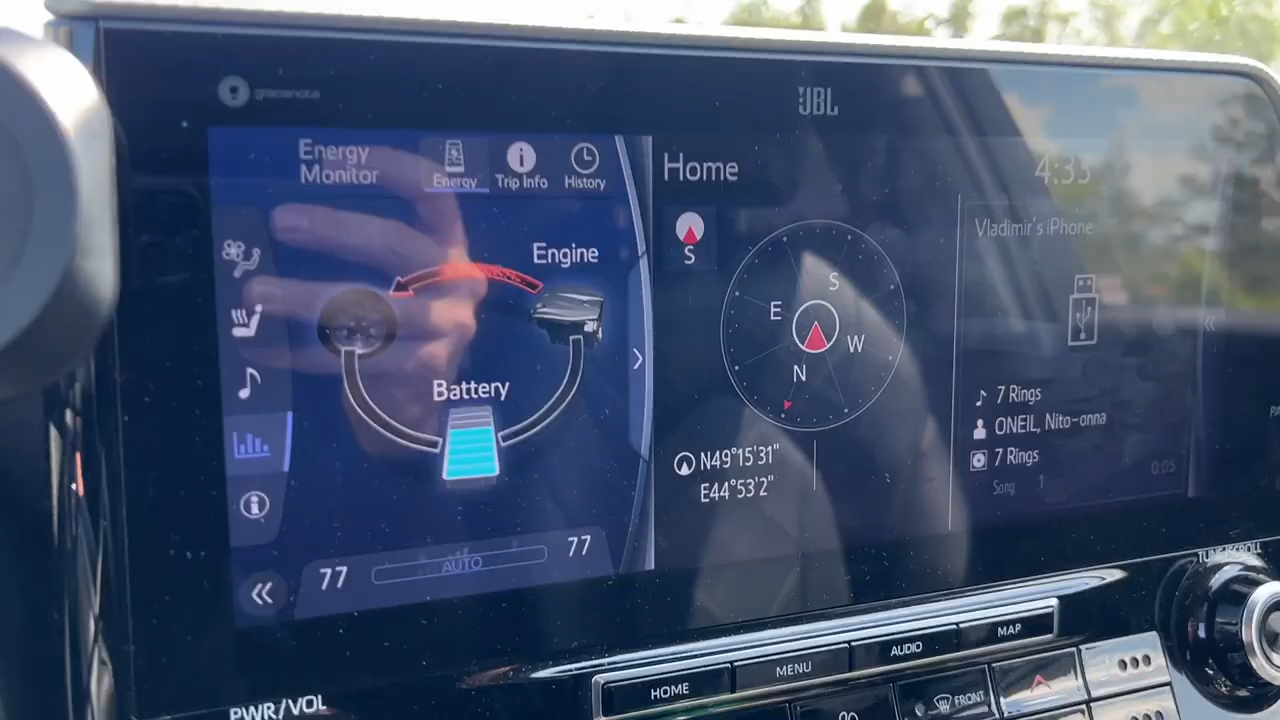 gracenote
JBL
Energy
Monitor
Energy
Trip Info
History
Home
4:35
S
Vladimir's iPhone
Engine
Battery
S
E
W
N
N49°15'31"
E44°53'2"
7 Rings
ONEIL, Nito-onna
7 Rings
Song 1
0:05
77
AUTO
77
TUNE/SCROLL
HOME
MENU
AUDIO
MAP
FRONT
PWR/VOL